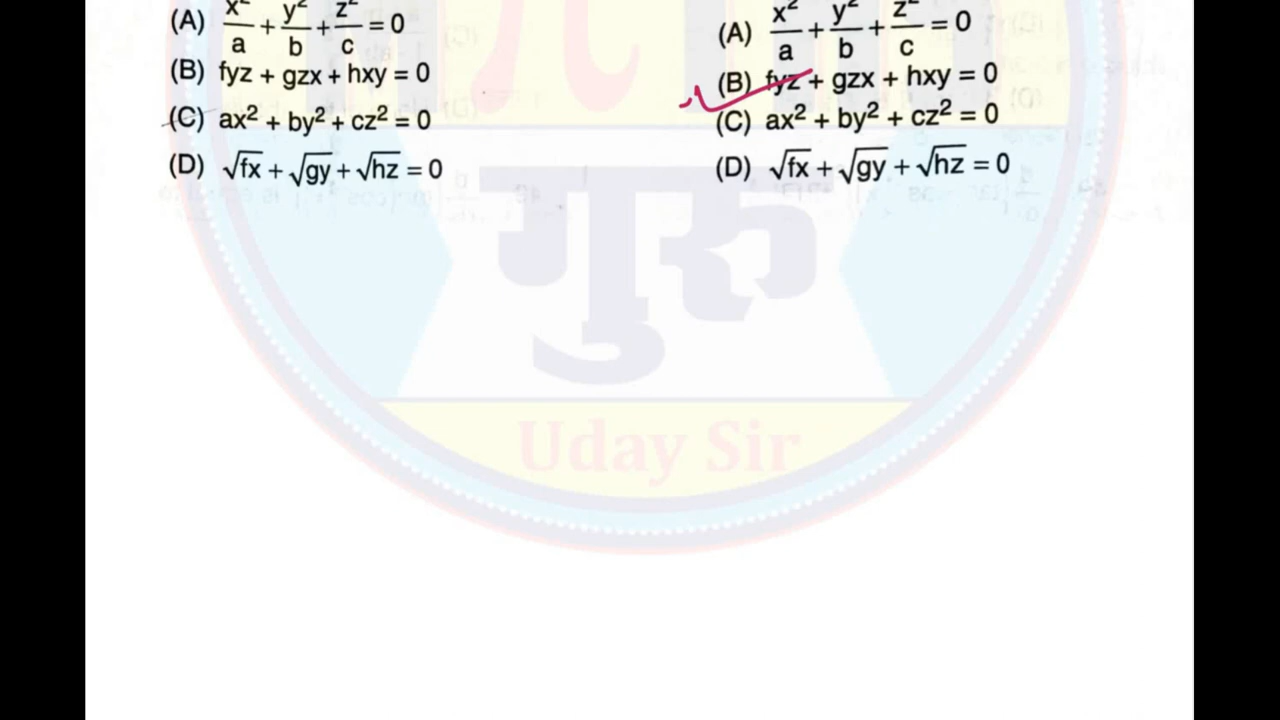 (A) x²/a + y²/b + z²/c = 0
(B) fyz + gzx + hxy = 0
(C) ax² + by² + cz² = 0
(D) √fx + √gy + √hz = 0
(A) x²/a + y²/b + z²/c = 0
(B) fyz + gzx + hxy = 0
(C) ax² + by² + cz² = 0
(D) √fx + √gy + √hz = 0
गुरु
Uday Sir